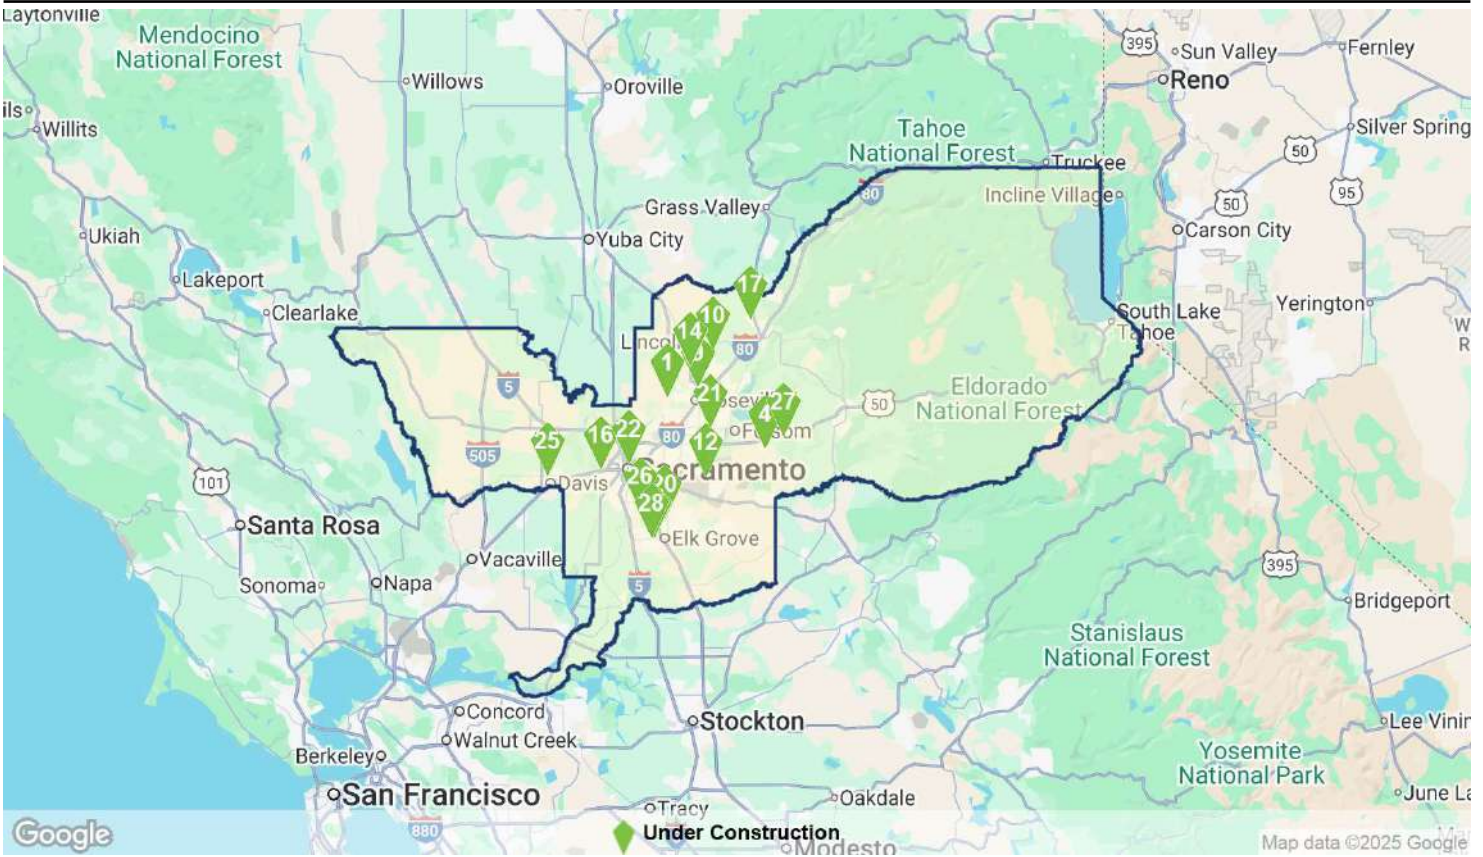 Laytonville
Mendocino
National Forest
Willows
Oroville
395
Sun Valley
Fernley
Reno
ils
Willits
Tahoe
National Forest
Truckee
Silver Spring
50
80
Incline Village
95
Grass Valley
50
Ukiah
Yuba City
Carson City
Lakeport
17
Clearlake
10
South Lake
Tahoe
Yerington
14
Lincol
W
R
1
80
5
21
Eldorado
National Forest
4
27
50
25
16
22
80
12
Folsom
505
Sacramento
101
Davis
26
20
28
Santa Rosa
Elk Grove
Vacaville
395
Sonoma
Napa
5
Bridgeport
Stanislaus
National Forest
Concord
Stockton
Lee Vinin
Walnut Creek
Berkeley
Yosemite
National Park
San Francisco
Tracy
Oakdale
June La
Google
880
Under Construction
Modesto
Map data ©2025 Google